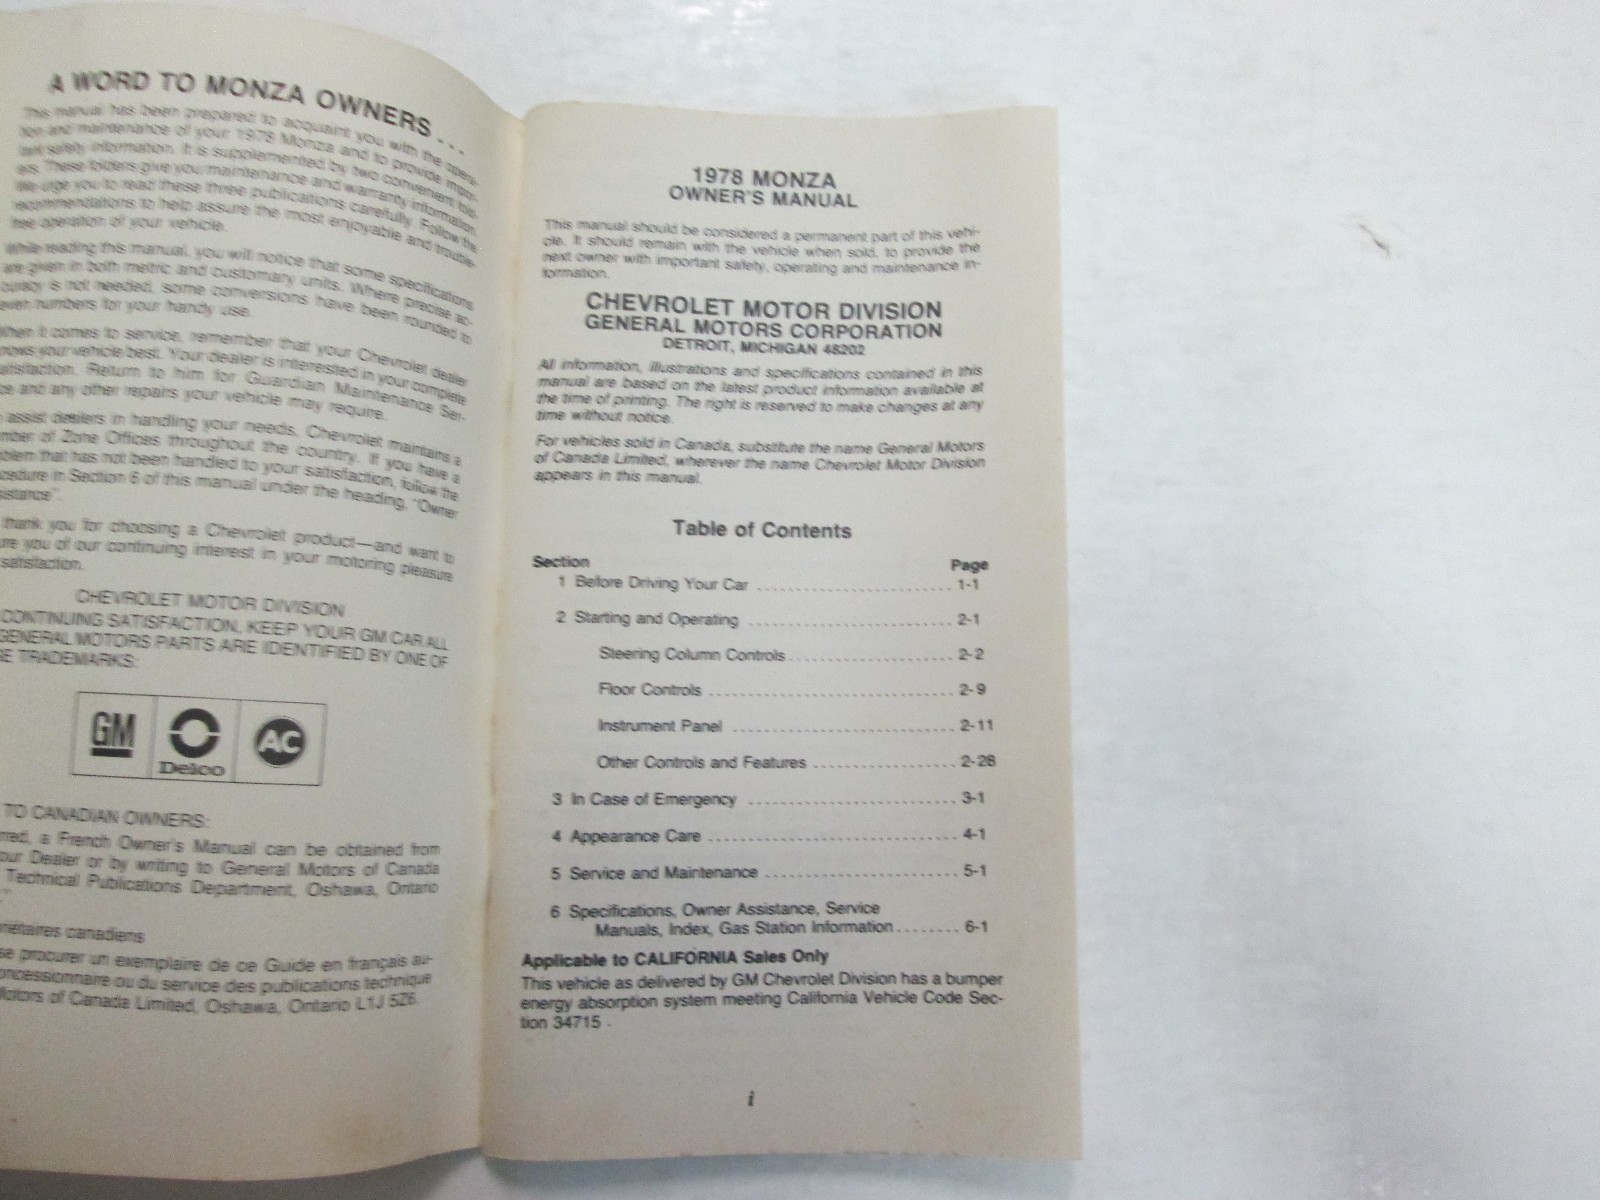 A WORD TO MONZA OWNERS...
This manual has been prepared to acquaint you with the opera-
tion and maintenance of your 1978 Monza and to provide impor-
tant safety information. It is supplemented by two convenient fold-
ers. These folders give you maintenance and warranty information.
We urge you to read these three publications carefully. Follow the
recommendations to help assure the most enjoyable and trouble-
free operation of your vehicle.
While reading this manual, you will notice that some specifications
are given in both metric and customary units. Where precise ac-
curacy is not needed, some conversions have been rounded to
even numbers for your handy use.
When it comes to service, remember that your Chevrolet dealer
knows your vehicle best. Your dealer is interested in your complete
satisfaction. Return to him for Guardian Maintenance Ser-
ce and any other repairs your vehicle may require.
assist dealers in handling your needs, Chevrolet maintains a
mber of Zone Offices throughout the country. If you have a
oblem that has not been handled to your satisfaction, follow the
cedure in Section 6 of this manual under the heading, "Owner
sistance".
thank you for choosing a Chevrolet product—and want to
ure you of our continuing interest in your motoring pleasure
satisfaction.
CHEVROLET MOTOR DIVISION
CONTINUING SATISFACTION, KEEP YOUR GM CAR ALL
GENERAL MOTORS PARTS ARE IDENTIFIED BY ONE OF
SE TRADEMARKS:
GM
Delco
AC
TO CANADIAN OWNERS:
rred, a French Owner's Manual can be obtained from
our Dealer or by writing to General Motors of Canada
Technical Publications Department, Oshawa, Ontario
riétaires canadiens
se procurer un exemplaire de ce Guide en français au-
oncessionnaire ou du service des publications technique
Motors of Canada Limited, Oshawa, Ontario L1J 5Z6.
1978 MONZA
OWNER'S MANUAL
This manual should be considered a permanent part of this vehi-
cle. It should remain with the vehicle when sold, to provide the
next owner with important safety, operating and maintenance in-
formation.
CHEVROLET MOTOR DIVISION
GENERAL MOTORS CORPORATION
DETROIT, MICHIGAN 48202
All information, illustrations and specifications contained in this
manual are based on the latest product information available at
the time of printing. The right is reserved to make changes at any
time without notice.
For vehicles sold in Canada, substitute the name General Motors
of Canada Limited, wherever the name Chevrolet Motor Division
appears in this manual.
Table of Contents
Section Page
1 Before Driving Your Car ........................ 1-1
2 Starting and Operating ......................... 2-1
Steering Column Controls.................... 2-2
Floor Controls .............................. 2-9
Instrument Panel ........................... 2-11
Other Controls and Features ................. 2-28
3 In Case of Emergency ......................... 3-1
4 Appearance Care .............................. 4-1
5 Service and Maintenance ....................... 5-1
6 Specifications, Owner Assistance, Service
Manuals, Index, Gas Station Information........ 6-1
Applicable to CALIFORNIA Sales Only
This vehicle as delivered by GM Chevrolet Division has a bumper
energy absorption system meeting California Vehicle Code Sec-
tion 34715 .
i